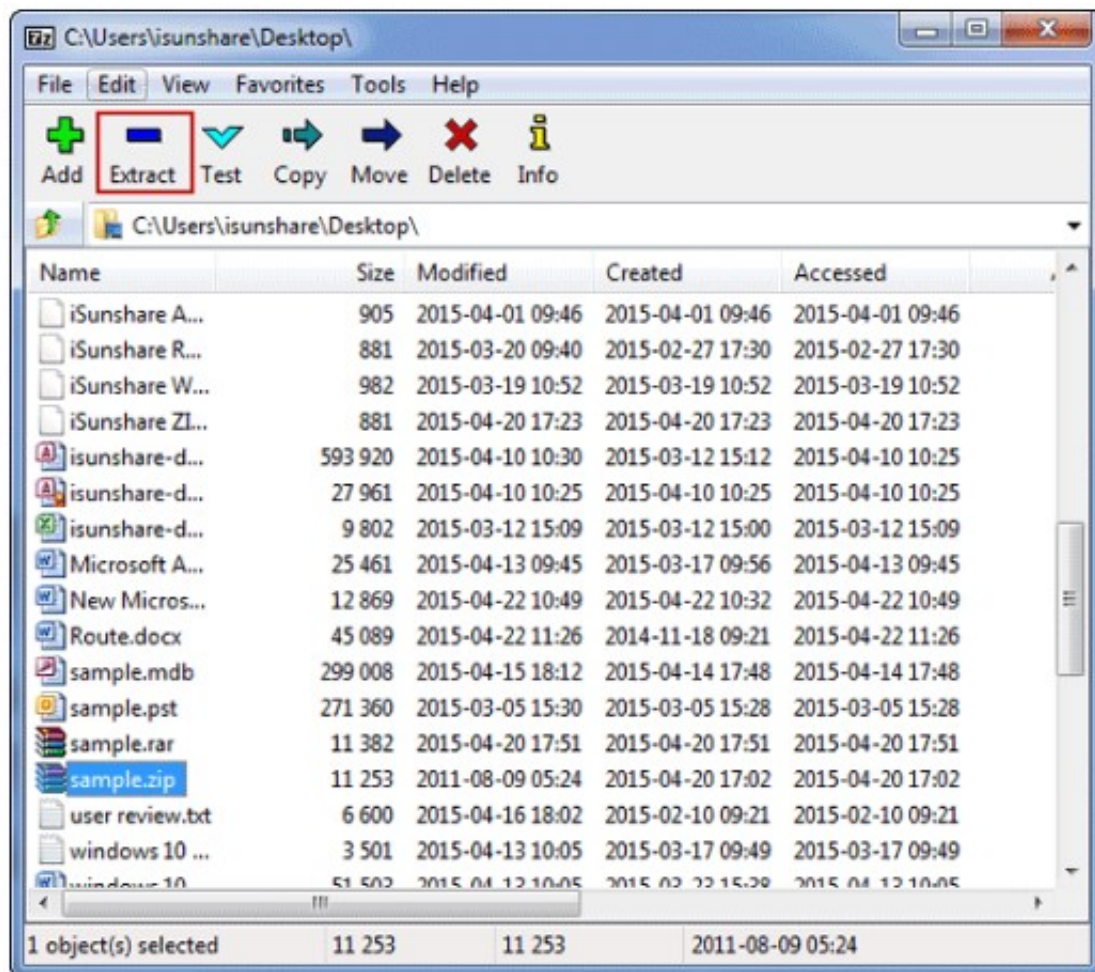 7z C:\Users\isunshare\Desktop\
File Edit View Favorites Tools Help
Add Extract Test Copy Move Delete Info
C:\Users\isunshare\Desktop\
Name Size Modified Created Accessed
iSunshare A... 905 2015-04-01 09:46 2015-04-01 09:46 2015-04-01 09:46
iSunshare R... 881 2015-03-20 09:40 2015-02-27 17:30 2015-02-27 17:30
iSunshare W... 982 2015-03-19 10:52 2015-03-19 10:52 2015-03-19 10:52
iSunshare ZI... 881 2015-04-20 17:23 2015-04-20 17:23 2015-04-20 17:23
isunshare-d... 593 920 2015-04-10 10:30 2015-03-12 15:12 2015-04-10 10:25
isunshare-d... 27 961 2015-04-10 10:25 2015-04-10 10:25 2015-04-10 10:25
isunshare-d... 9 802 2015-03-12 15:09 2015-03-12 15:00 2015-03-12 15:09
Microsoft A... 25 461 2015-04-13 09:45 2015-03-17 09:56 2015-04-13 09:45
New Micros... 12 869 2015-04-22 10:49 2015-04-22 10:32 2015-04-22 10:49
Route.docx 45 089 2015-04-22 11:26 2014-11-18 09:21 2015-04-22 11:26
sample.mdb 299 008 2015-04-15 18:12 2015-04-14 17:48 2015-04-14 17:48
sample.pst 271 360 2015-03-05 15:30 2015-03-05 15:28 2015-03-05 15:28
sample.rar 11 382 2015-04-20 17:51 2015-04-20 17:51 2015-04-20 17:51
sample.zip 11 253 2011-08-09 05:24 2015-04-20 17:02 2015-04-20 17:02
user review.txt 6 600 2015-04-16 18:02 2015-02-10 09:21 2015-02-10 09:21
windows 10 ... 3 501 2015-04-13 10:05 2015-03-17 09:49 2015-03-17 09:49
windows 10 51 503 2015-04-13 10:05
1 object(s) selected 11 253 11 253 2011-08-09 05:24